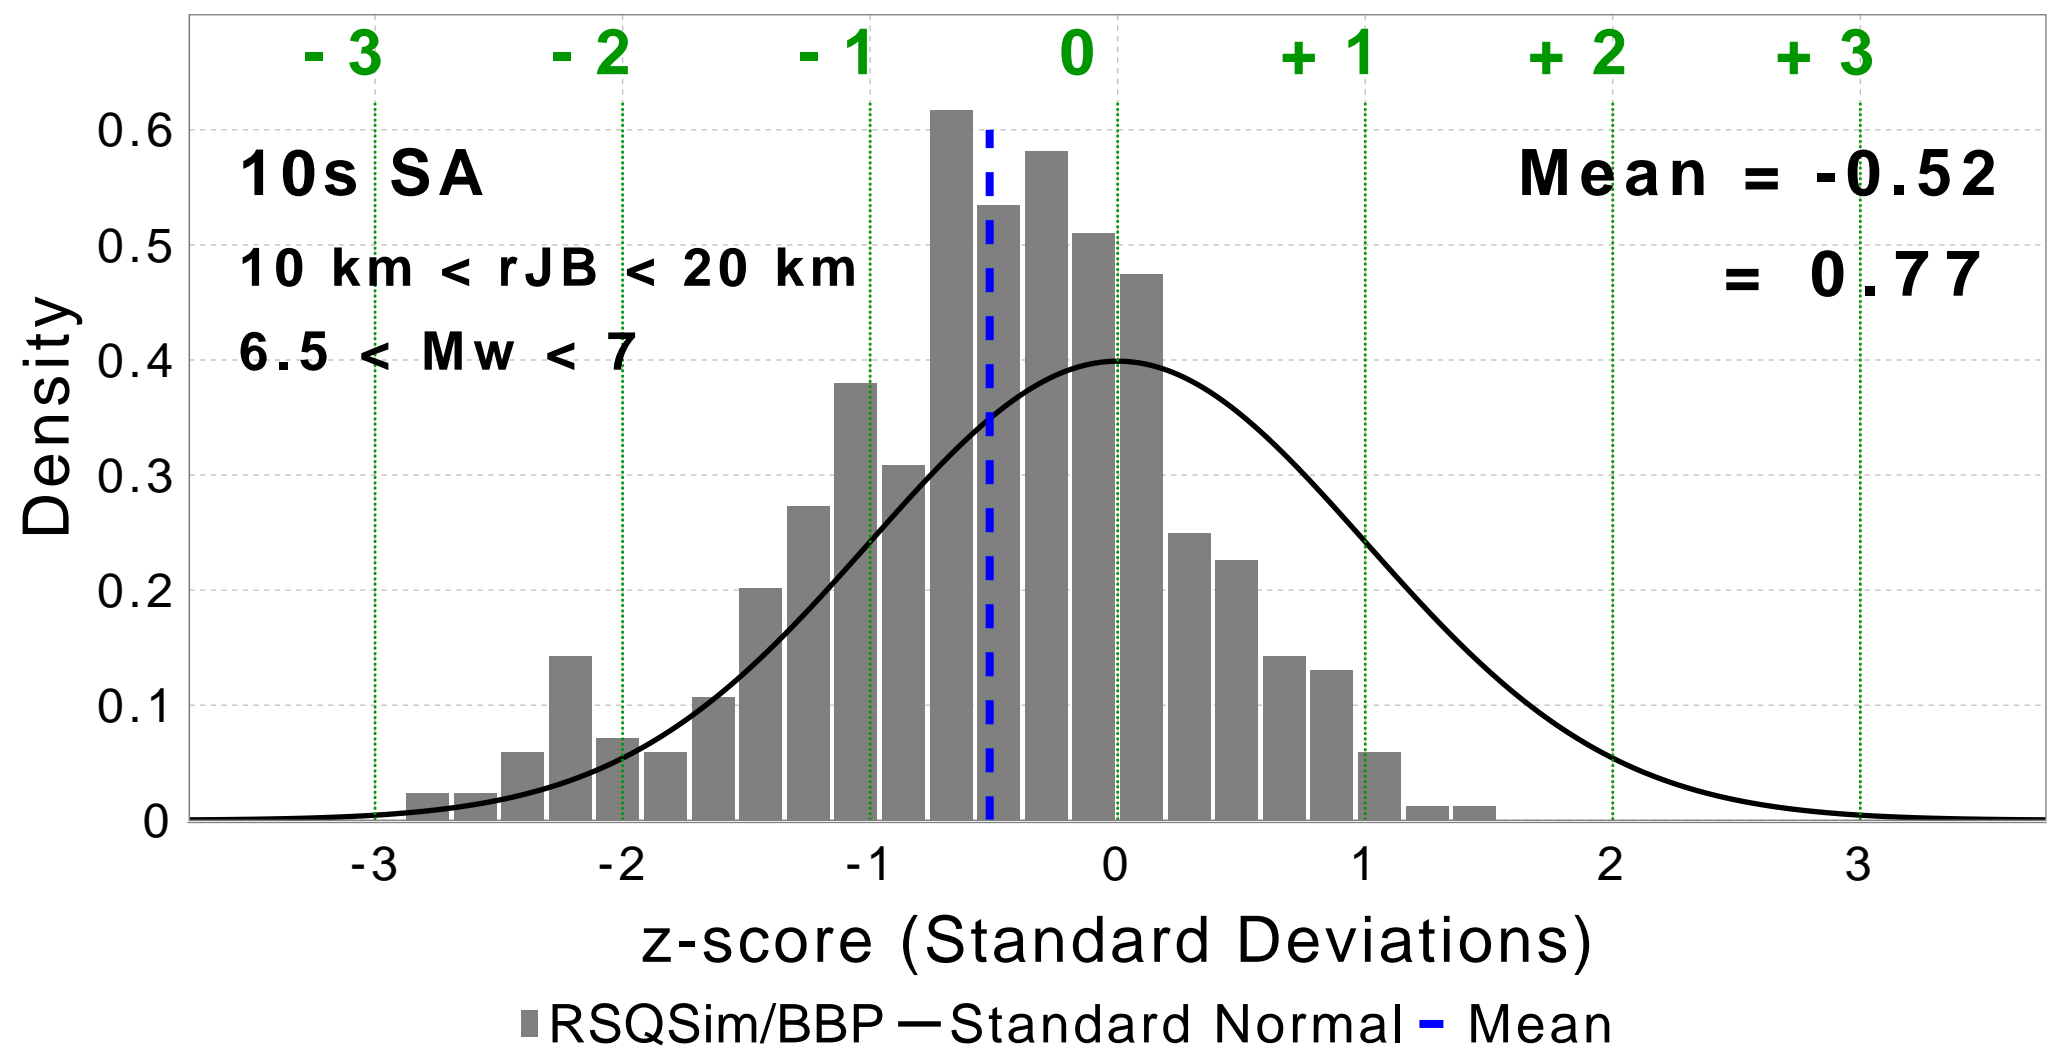 - 3 - 2 - 1 0 + 1 + 2 + 3
10s SA
10 km < rJB < 20 km
6.5 < Mw < 7
Mean = -0.52
= 0.77
Density
0.6
0.5
0.4
0.3
0.2
0.1
0
-3 -2 -1 0 1 2 3
z-score (Standard Deviations)
RSQSim/BBP Standard Normal Mean